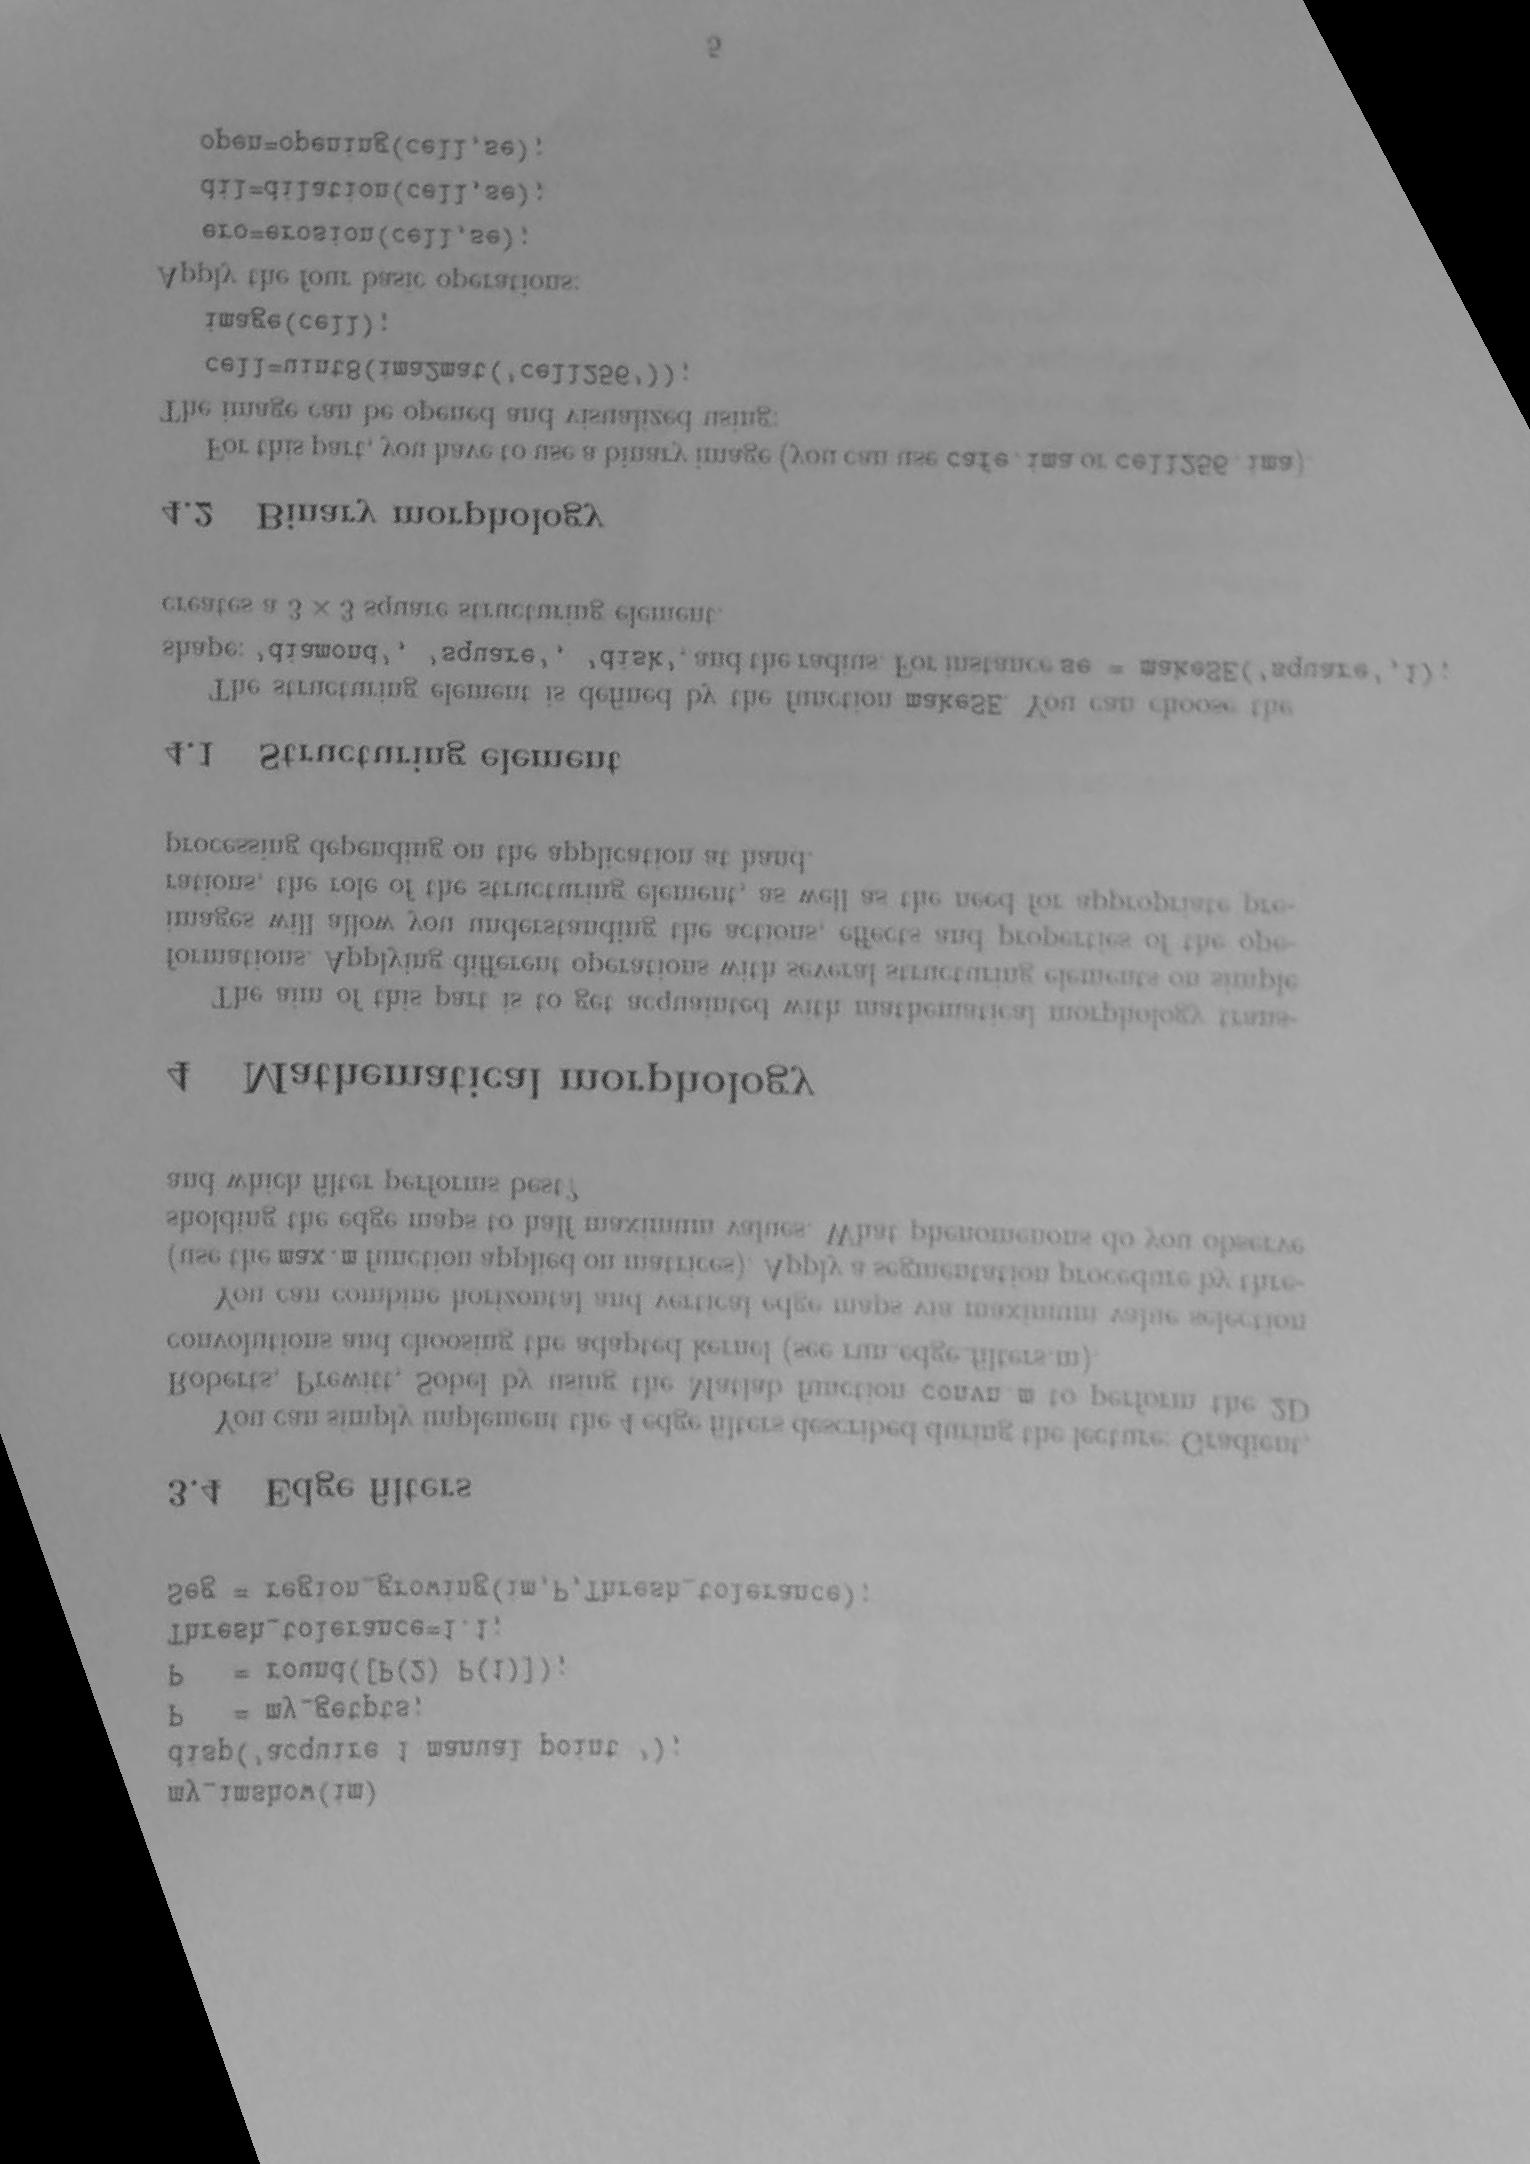 my_imshow(im)
disp('acquire 1 manual point ');
P   = my_getpts;
P   = round([P(2) P(1)]);
Thresh_tolerance=1.1;
Seg = region_growing(im,P,Thresh_tolerance);
3.4 Edge filters
You can simply implement the 4 edge filters described during the lecture: Gradient,
Roberts, Prewitt, Sobel by using the Matlab function convn.m to perform the 2D
convolutions and choosing the adapted kernel (see run_edge_filters.m).
You can combine horizontal and vertical edge maps via maximum value selection
(use the max.m function applied on matrices). Apply a segmentation procedure by thre-
sholding the edge maps to half maximum values. What phenomenons do you observe
and which filter performs best?
4 Mathematical morphology
The aim of this part is to get acquainted with mathematical morphology trans-
formations. Applying different operations with several structuring elements on simple
images will allow you understanding the actions, effects and properties of the ope-
rations, the role of the structuring element, as well as the need for appropriate pre-
processing depending on the application at hand.
4.1 Structuring element
The structuring element is defined by the function makeSE. You can choose the
shape: 'diamond', 'square', 'disk', and the radius. For instance se = makeSE('square',1);
creates a 3 × 3 square structuring element.
4.2 Binary morphology
For this part, you have to use a binary image (you can use cafe.ima or cell256.ima).
The image can be opened and visualized using:
cell=uint8(ima2mat('cell256'));
image(cell);
Apply the four basic operations:
ero=erosion(cell,se);
dil=dilation(cell,se);
open=opening(cell,se);
5